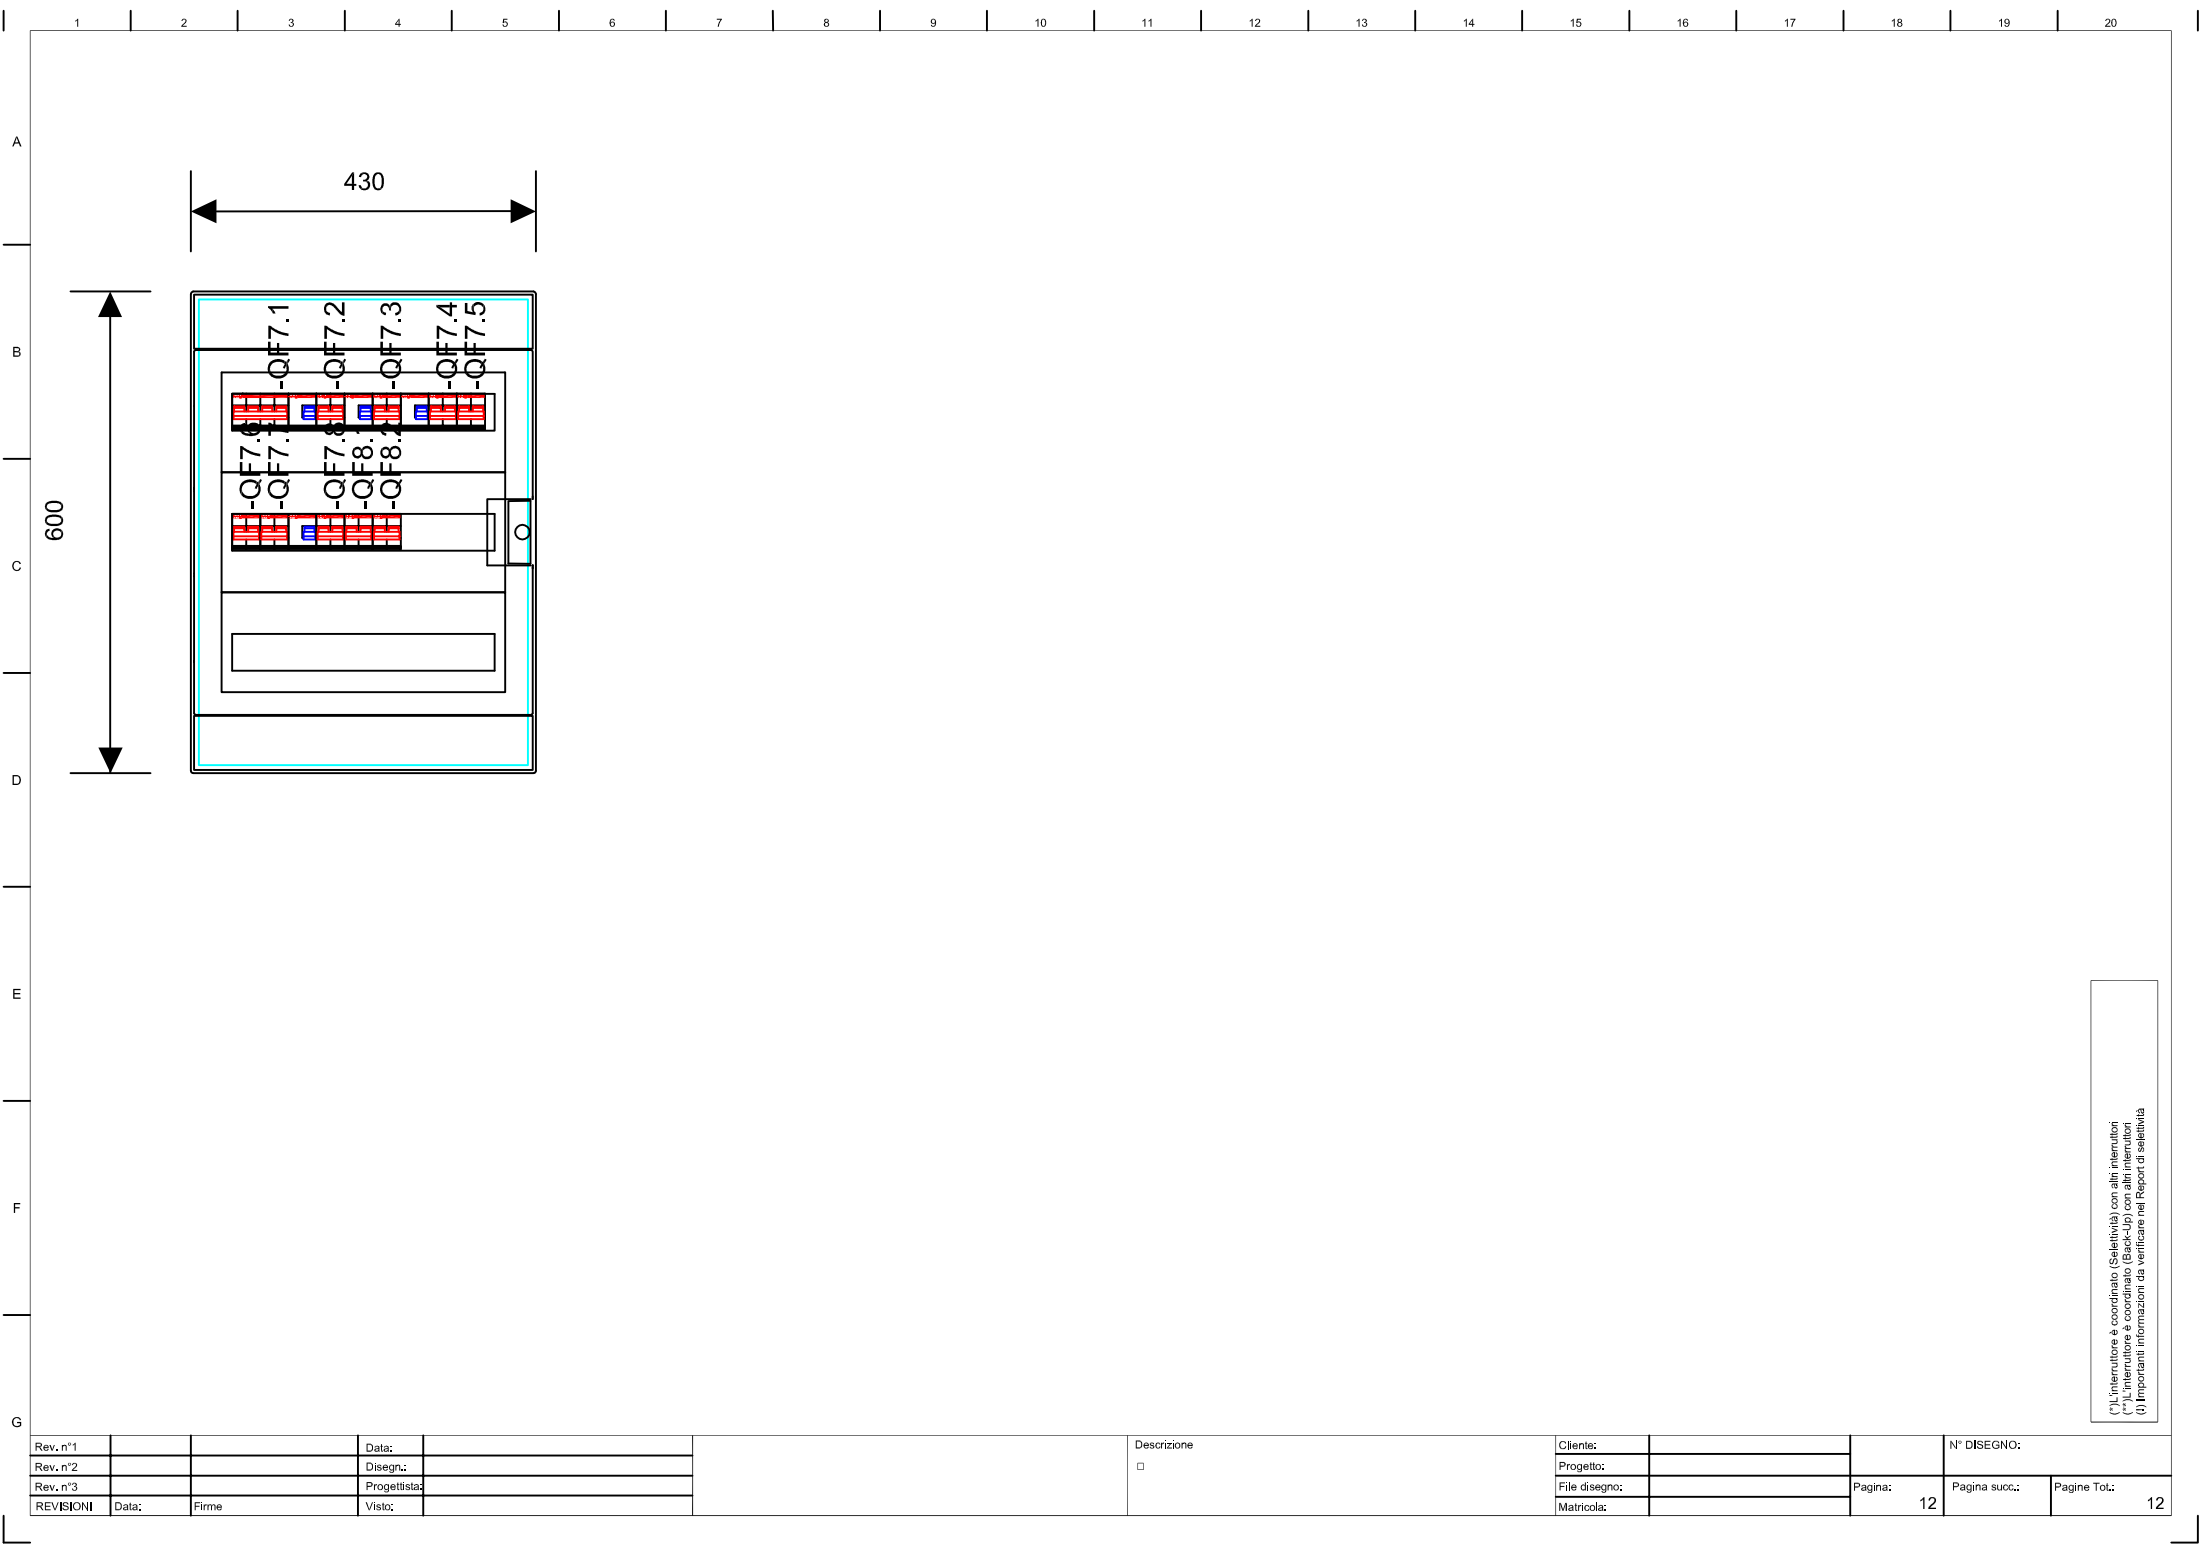 1 2 3 4 5 6 7 8 9 10 11 12 13 14 15 16 17 18 19 20
A
B
C
D
E
F
G
430
600
-QF7.1 -QF7.2 -QF7.3 -QF7.4 -QF7.5
-QF7.6 -QF7.7 -QF7.8 -QF8.1 -QF8.2
(*)L'interruttore è coordinato (Selettività) con altri interruttori
(**)L'interruttore è coordinato (Back-Up) con altri interruttori
(!) Importanti informazioni da verificare nel Report di selettività
Rev. n°1 Data:
Rev. n°2 Disegn.:
Rev. n°3 Progettista:
REVISIONI Data: Firme Visto:
Descrizione
Cliente:
Progetto:
File disegno:
Matricola:
N° DISEGNO:
Pagina: 12
Pagina succ.:
Pagine Tot.: 12